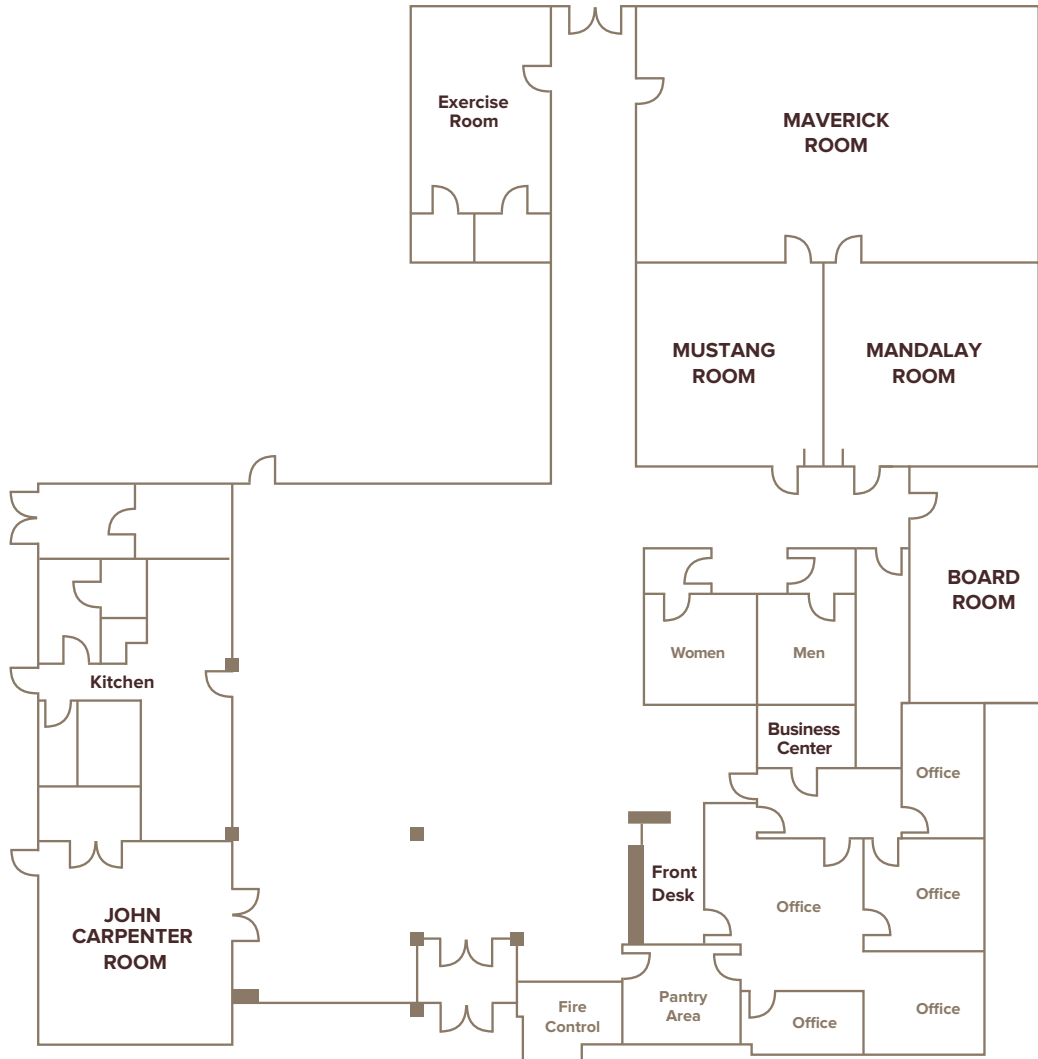 Exercise
Room
MAVERICK
ROOM
MUSTANG
ROOM
MANDALAY
ROOM
BOARD
ROOM
Women
Men
Kitchen
Business
Center
Office
Front
Desk
Office
Office
JOHN
CARPENTER
ROOM
Fire
Control
Pantry
Area
Office
Office